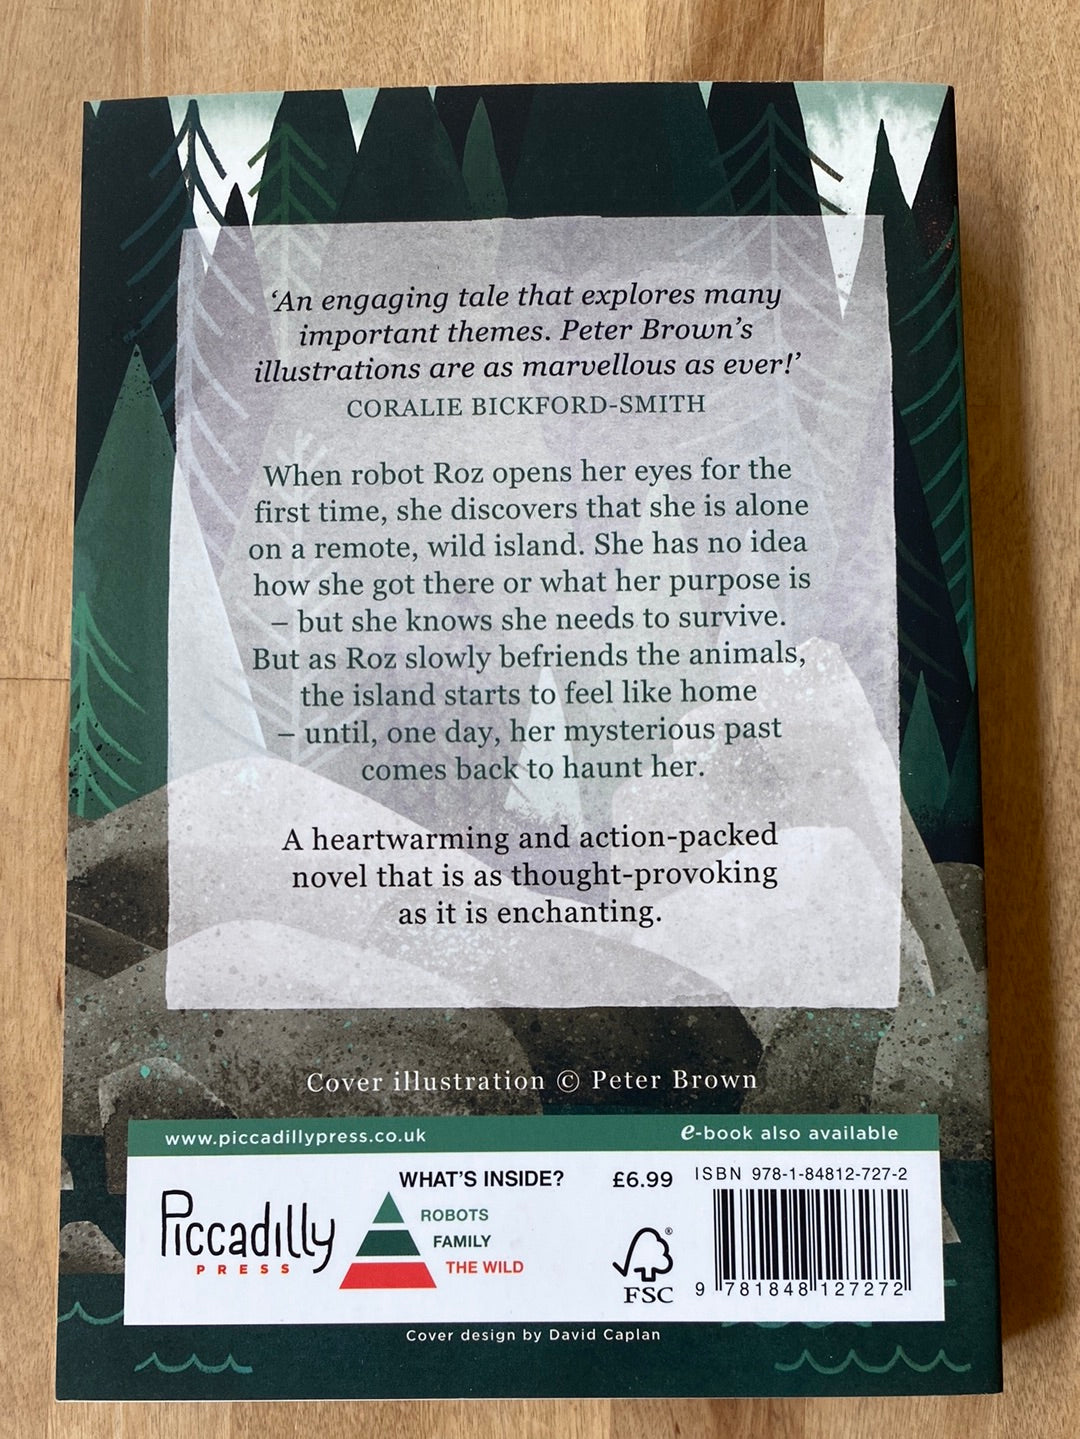 ‘An engaging tale that explores many
important themes. Peter Brown’s
illustrations are as marvellous as ever!’
CORALIE BICKFORD-SMITH
When robot Roz opens her eyes for the
first time, she discovers that she is alone
on a remote, wild island. She has no idea
how she got there or what her purpose is
– but she knows she needs to survive.
But as Roz slowly befriends the animals,
the island starts to feel like home
– until, one day, her mysterious past
comes back to haunt her.
A heartwarming and action-packed
novel that is as thought-provoking
as it is enchanting.
Cover illustration © Peter Brown
www.piccadillypress.co.uk
e-book also available
Piccadilly
PRESS
WHAT’S INSIDE?
ROBOTS
FAMILY
THE WILD
£6.99
FSC
®
ISBN 978-1-84812-727-2
9 781848 127272
Cover design by David Caplan